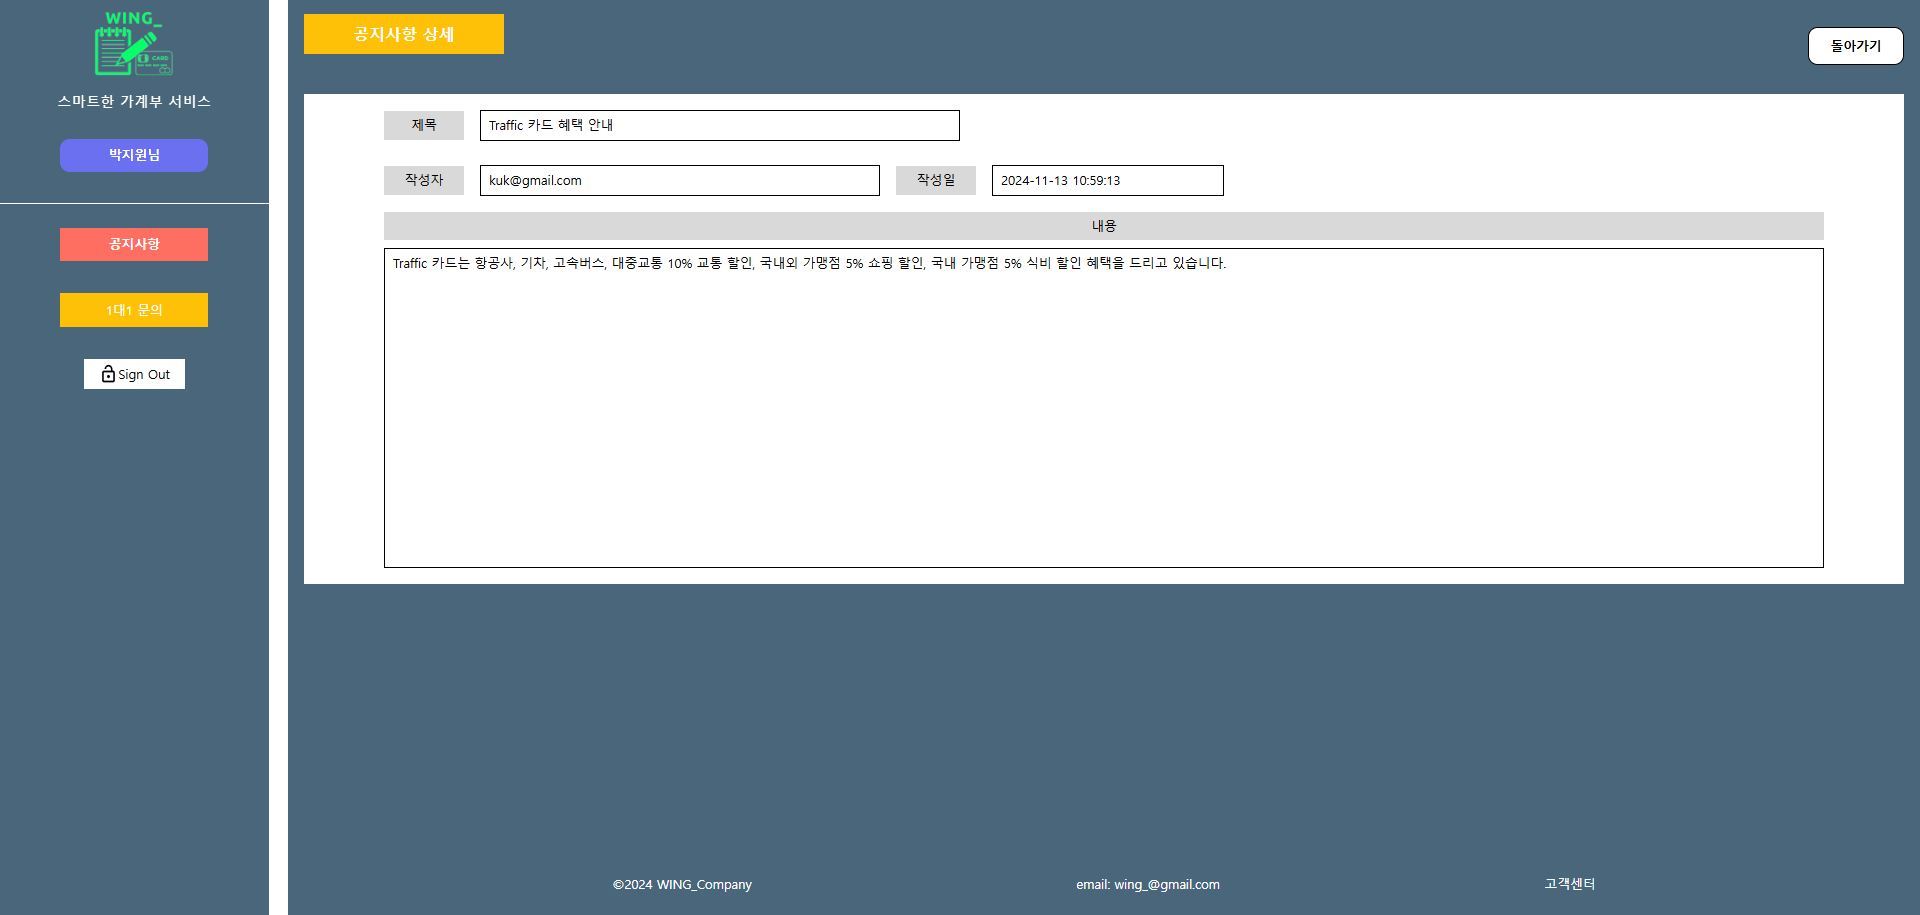 WING_
CARD
스마트한 가계부 서비스
박지원님
공지사항
1대1 문의
Sign Out
공지사항 상세
돌아가기
제목
Traffic 카드 혜택 안내
작성자
kuk@gmail.com
작성일
2024-11-13 10:59:13
내용
Traffic 카드는 항공사, 기차, 고속버스, 대중교통 10% 교통 할인, 국내외 가맹점 5% 쇼핑 할인, 국내 가맹점 5% 식비 할인 혜택을 드리고 있습니다.
©2024 WING_Company
email: wing_@gmail.com
고객센터